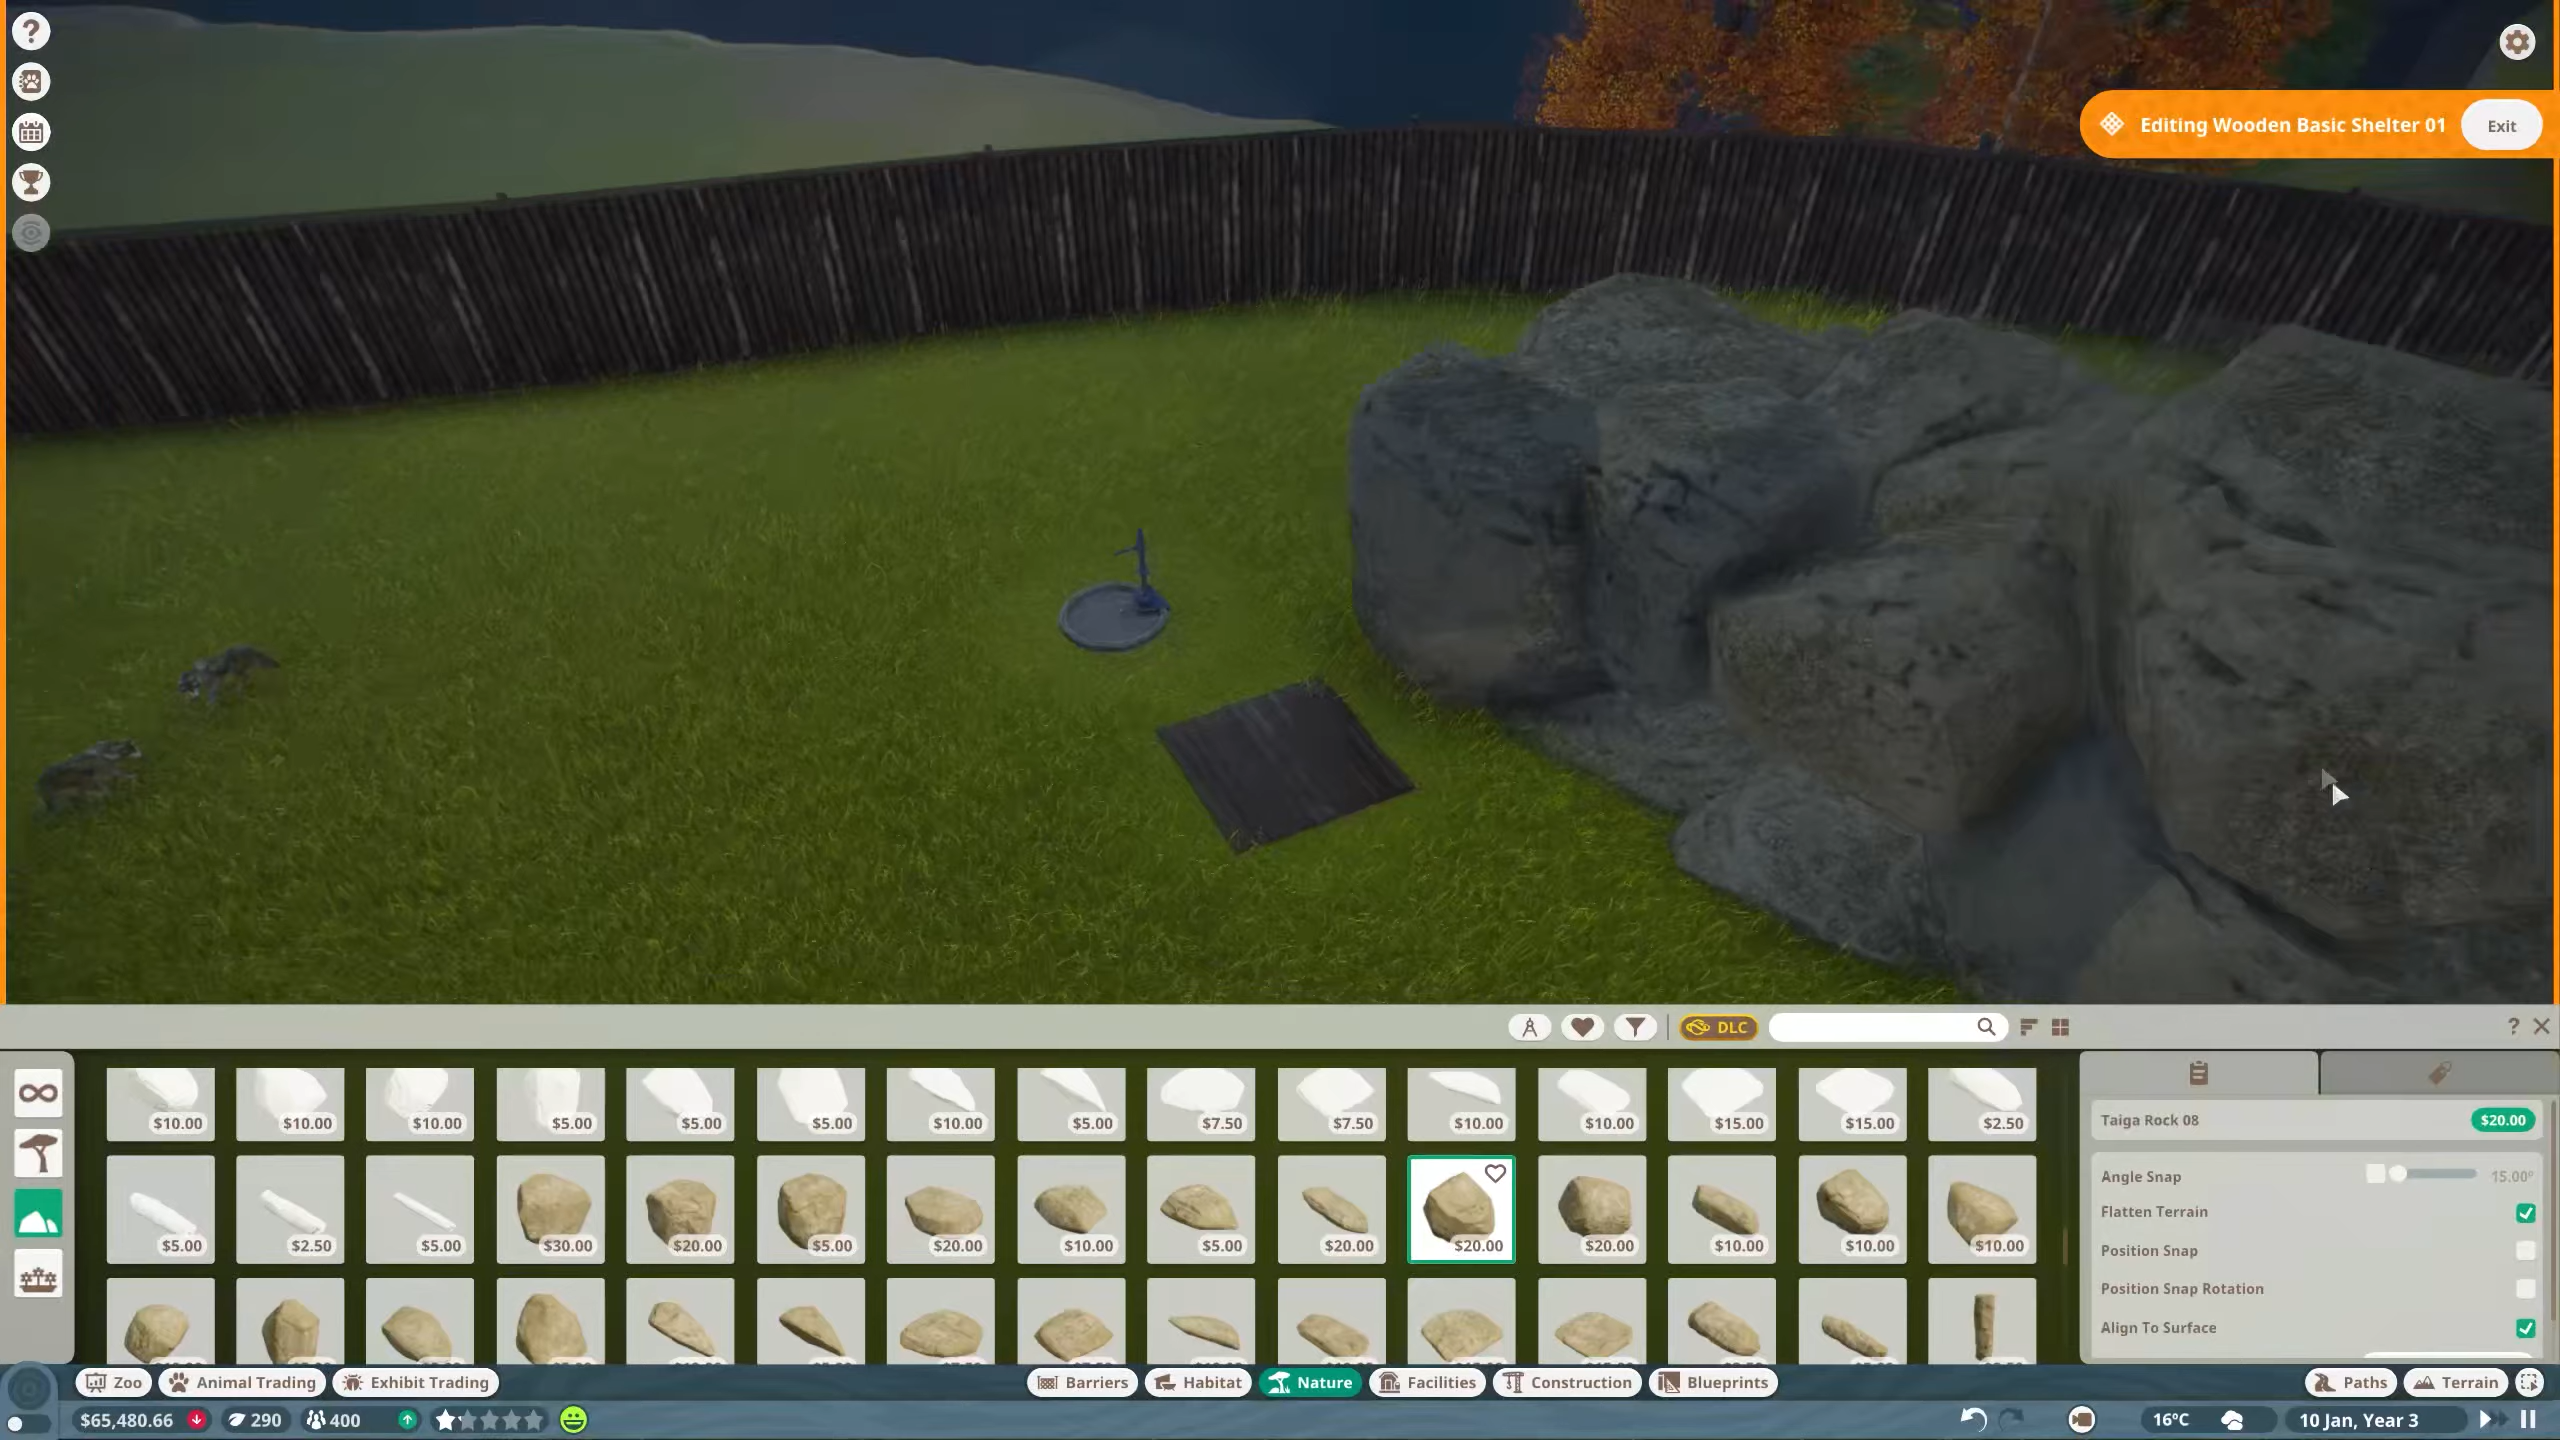 Editing Wooden Basic Shelter 01
Exit
DLC
$10.00 $10.00 $10.00 $5.00 $5.00 $5.00 $10.00 $5.00 $7.50 $7.50 $10.00 $10.00 $15.00 $15.00 $2.50
$5.00 $2.50 $5.00 $30.00 $20.00 $5.00 $20.00 $10.00 $5.00 $20.00 $20.00 $20.00 $10.00 $10.00 $10.00
Taiga Rock 08 $20.00
Angle Snap 15.00°
Flatten Terrain
Position Snap
Position Snap Rotation
Align To Surface
Zoo Animal Trading Exhibit Trading Barriers Habitat Nature Facilities Construction Blueprints Paths Terrain
$65,480.66 290 400 16°C 10 Jan, Year 3